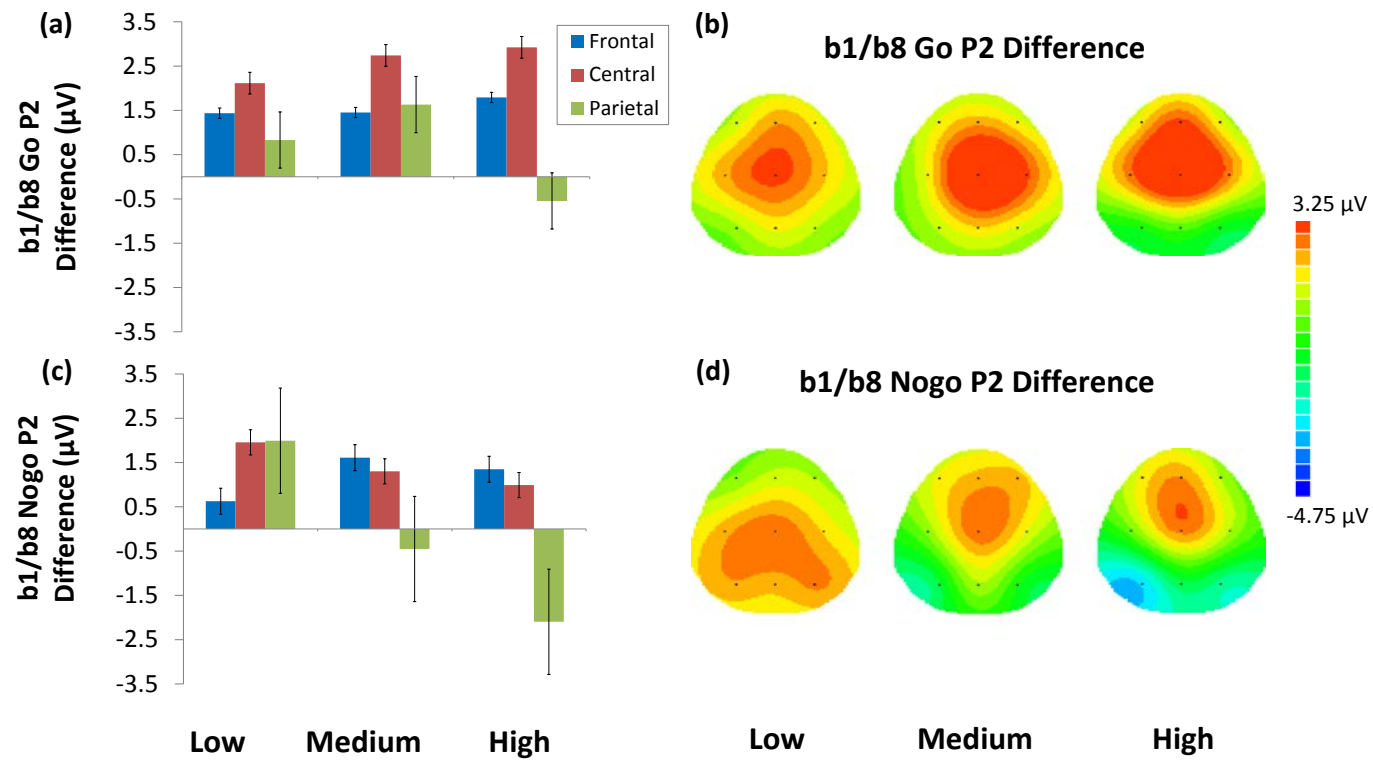 (a)
b1/b8 Go P2
Difference (µV)
3.5
2.5
1.5
0.5
-0.5
-1.5
-2.5
-3.5
Frontal
Central
Parietal
(b)
b1/b8 Go P2 Difference
3.25 µV
-4.75 µV
(c)
b1/b8 Nogo P2
Difference (µV)
3.5
2.5
1.5
0.5
-0.5
-1.5
-2.5
-3.5
(d)
b1/b8 Nogo P2 Difference
Low Medium High
Low Medium High